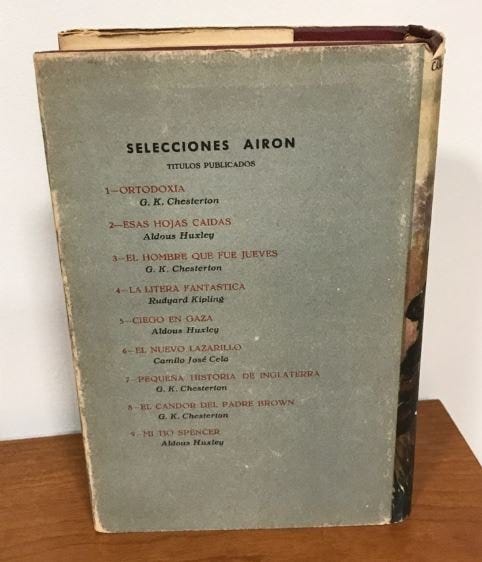 SELECCIONES AIRON
TITULOS PUBLICADOS
1—ORTODOXIA
G. K. Chesterton
2—ESAS HOJAS CAIDAS
Aldous Huxley
3—EL HOMBRE QUE FUE JUEVES
G. K. Chesterton
4—LA LITERA FANTASTICA
Rudyard Kipling
5—CIEGO EN GAZA
Aldous Huxley
6—EL NUEVO LAZARILLO
Camilo José Cela
7—PEQUEÑA HISTORIA DE INGLATERRA
G. K. Chesterton
8—EL CANDOR DEL PADRE BROWN
G. K. Chesterton
9—MI TIO SPENCER
Aldous Huxley